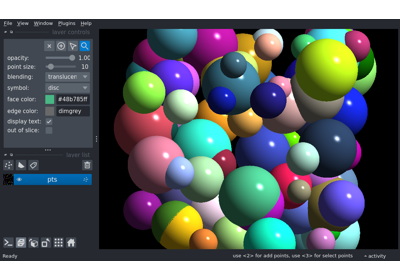 File View Window Plugins Help
layer controls
opacity: 1.00
point size: 10
blending: translucen
symbol: disc
face color: #48b785ff
edge color: dimgrey
display text:
out of slice:
layer list
pts
Ready use <2> for add points, use <3> for select points activity